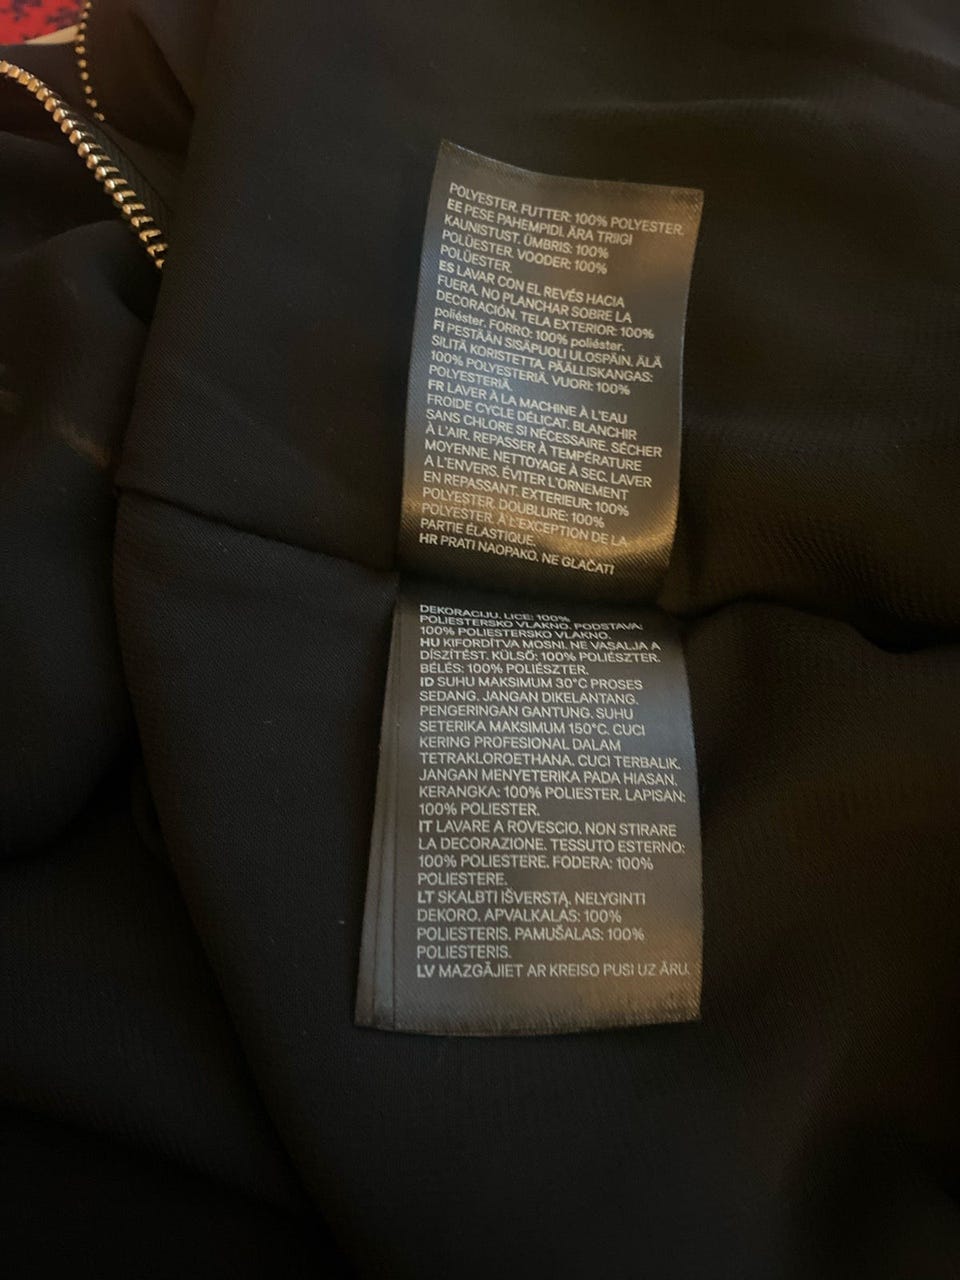 POLYESTER. FUTTER: 100% POLYESTER.
EE PESE PAHEMPIDI. ÄRA TRIIGI
KAUNISTUST. ÜMBRIS: 100%
POLÜESTER. VOODER: 100%
POLÜESTER.
ES LAVAR CON EL REVÉS HACIA
FUERA. NO PLANCHAR SOBRE LA
DECORACIÓN. TELA EXTERIOR: 100%
poliéster. FORRO: 100% poliéster.
FI PESTÄÄN SISÄPUOLI ULOSPÄIN. ÄLÄ
SILITÄ KORISTETTA. PÄÄLLISKANGAS:
100% POLYESTERIÄ. VUORI: 100%
POLYESTERIÄ.
FR LAVER À LA MACHINE À L'EAU
FROIDE CYCLE DÉLICAT. BLANCHIR
SANS CHLORE SI NÉCESSAIRE. SÉCHER
À L'AIR. REPASSER À TEMPÉRATURE
MOYENNE. NETTOYAGE À SEC. LAVER
A L'ENVERS. ÉVITER L'ORNEMENT
EN REPASSANT. EXTERIEUR: 100%
POLYESTER. DOUBLURE: 100%
POLYESTER. À L'EXCEPTION DE LA
PARTIE ÉLASTIQUE.
HR PRATI NAOPAKO. NE GLAČATI
DEKORACIJU. LICE: 100%
POLIESTERSKO VLAKNO. PODSTAVA:
100% POLIESTERSKO VLAKNO.
HU KIFORDÍTVA MOSNI. NE VASALJA A
DÍSZÍTÉST. KÜLSŐ: 100% POLIÉSZTER.
BÉLÉS: 100% POLIÉSZTER.
ID SUHU MAKSIMUM 30°C PROSES
SEDANG. JANGAN DIKELANTANG.
PENGERINGAN GANTUNG. SUHU
SETERIKA MAKSIMUM 150°C. CUCI
KERING PROFESIONAL DALAM
TETRAKLOROETHANA. CUCI TERBALIK.
JANGAN MENYETERIKA PADA HIASAN.
KERANGKA: 100% POLIESTER. LAPISAN:
100% POLIESTER.
IT LAVARE A ROVESCIO. NON STIRARE
LA DECORAZIONE. TESSUTO ESTERNO:
100% POLIESTERE. FODERA: 100%
POLIESTERE.
LT SKALBTI IŠVERSTĄ. NELYGINTI
DEKORO. APVALKALAS: 100%
POLIESTERIS. PAMUŠALAS: 100%
POLIESTERIS.
LV MAZGĀJIET AR KREISO PUSI UZ ĀRU.